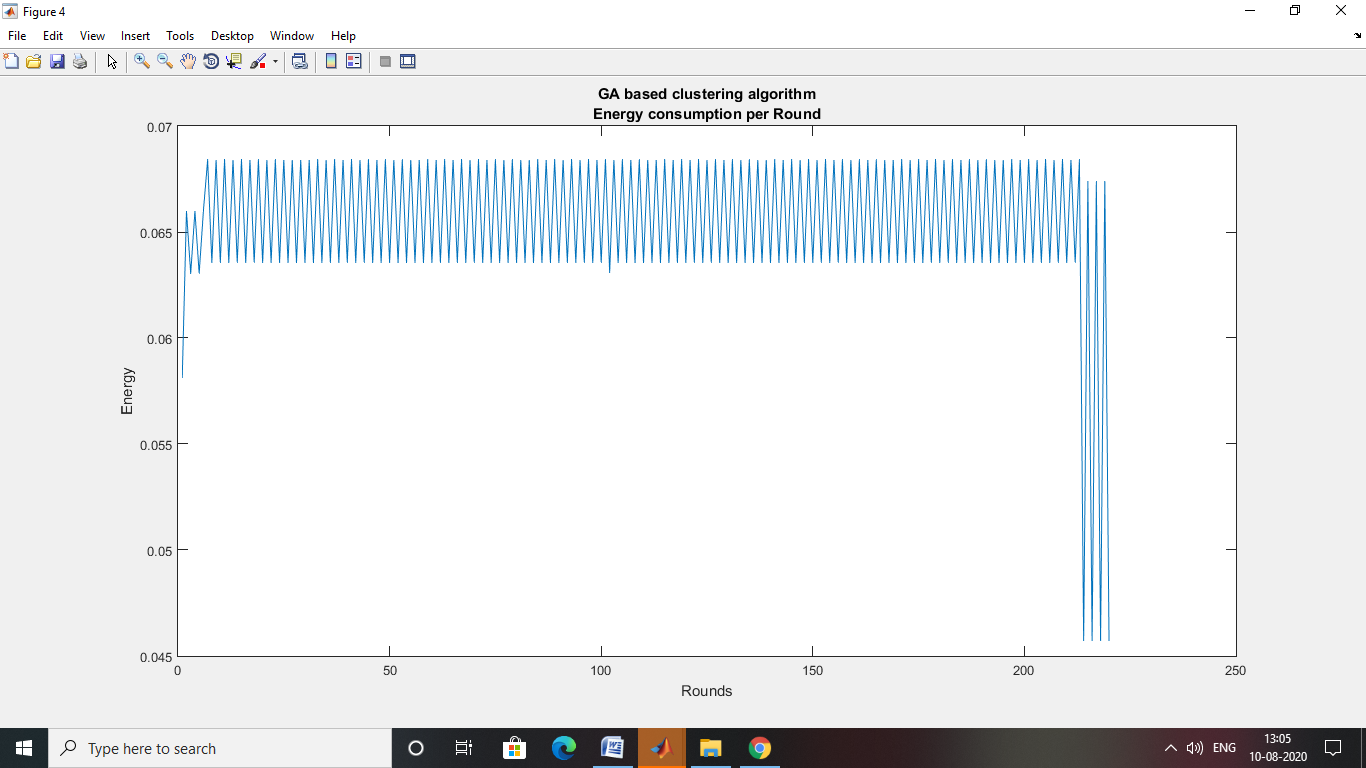 Figure 4
File Edit View Insert Tools Desktop Window Help
GA based clustering algorithm
Energy consumption per Round
0.07
0.065
0.06
0.055
0.05
0.045
Energy
0 50 100 150 200 250
Rounds
Type here to search
W
ENG
13:05
10-08-2020